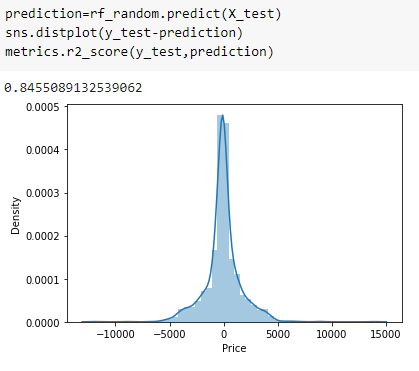 prediction=rf_random.predict(X_test)
sns.distplot(y_test-prediction)
metrics.r2_score(y_test,prediction)
0.8455089132539062
0.0005
0.0004
0.0003
0.0002
0.0001
0.0000
Density
-10000 -5000 0 5000 10000 15000
Price